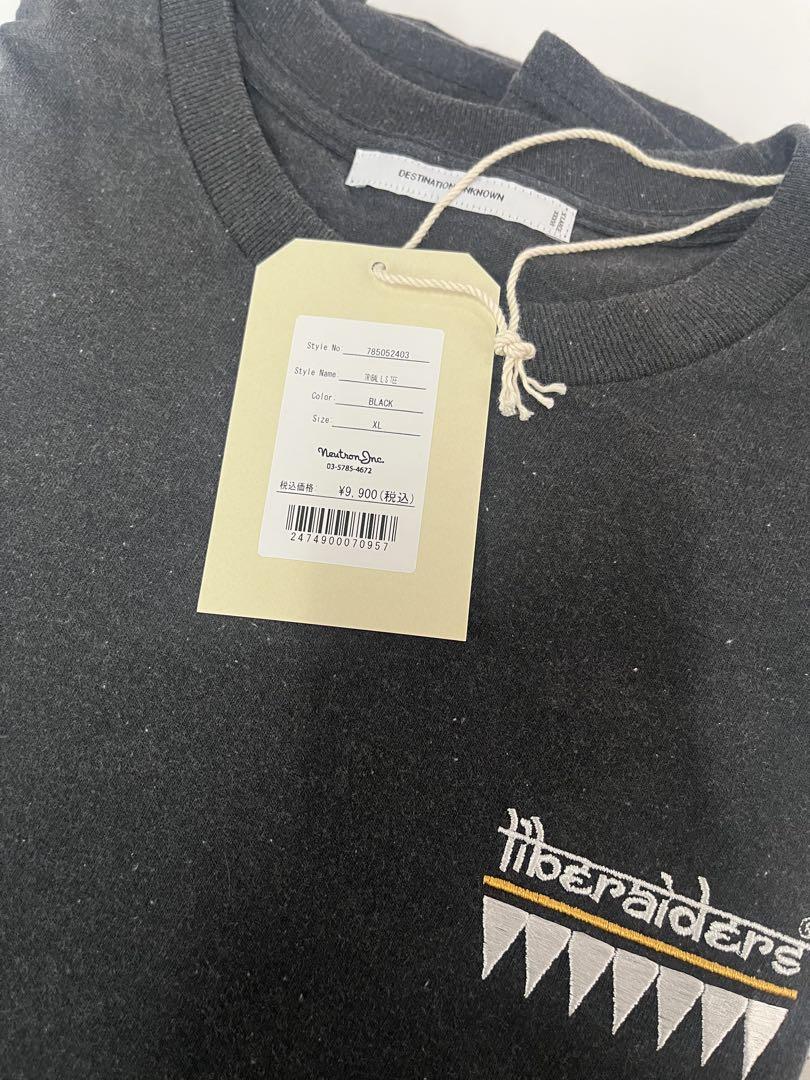 DESTINATION UNKNOWN
Style No. 785052403
Style Name. TRIBAL L S TEE
Color. BLACK
Size. XL
Neutron Inc.
03-5785-4672
税込価格: ¥9,900(税込)
2474900070957
liberaiders®